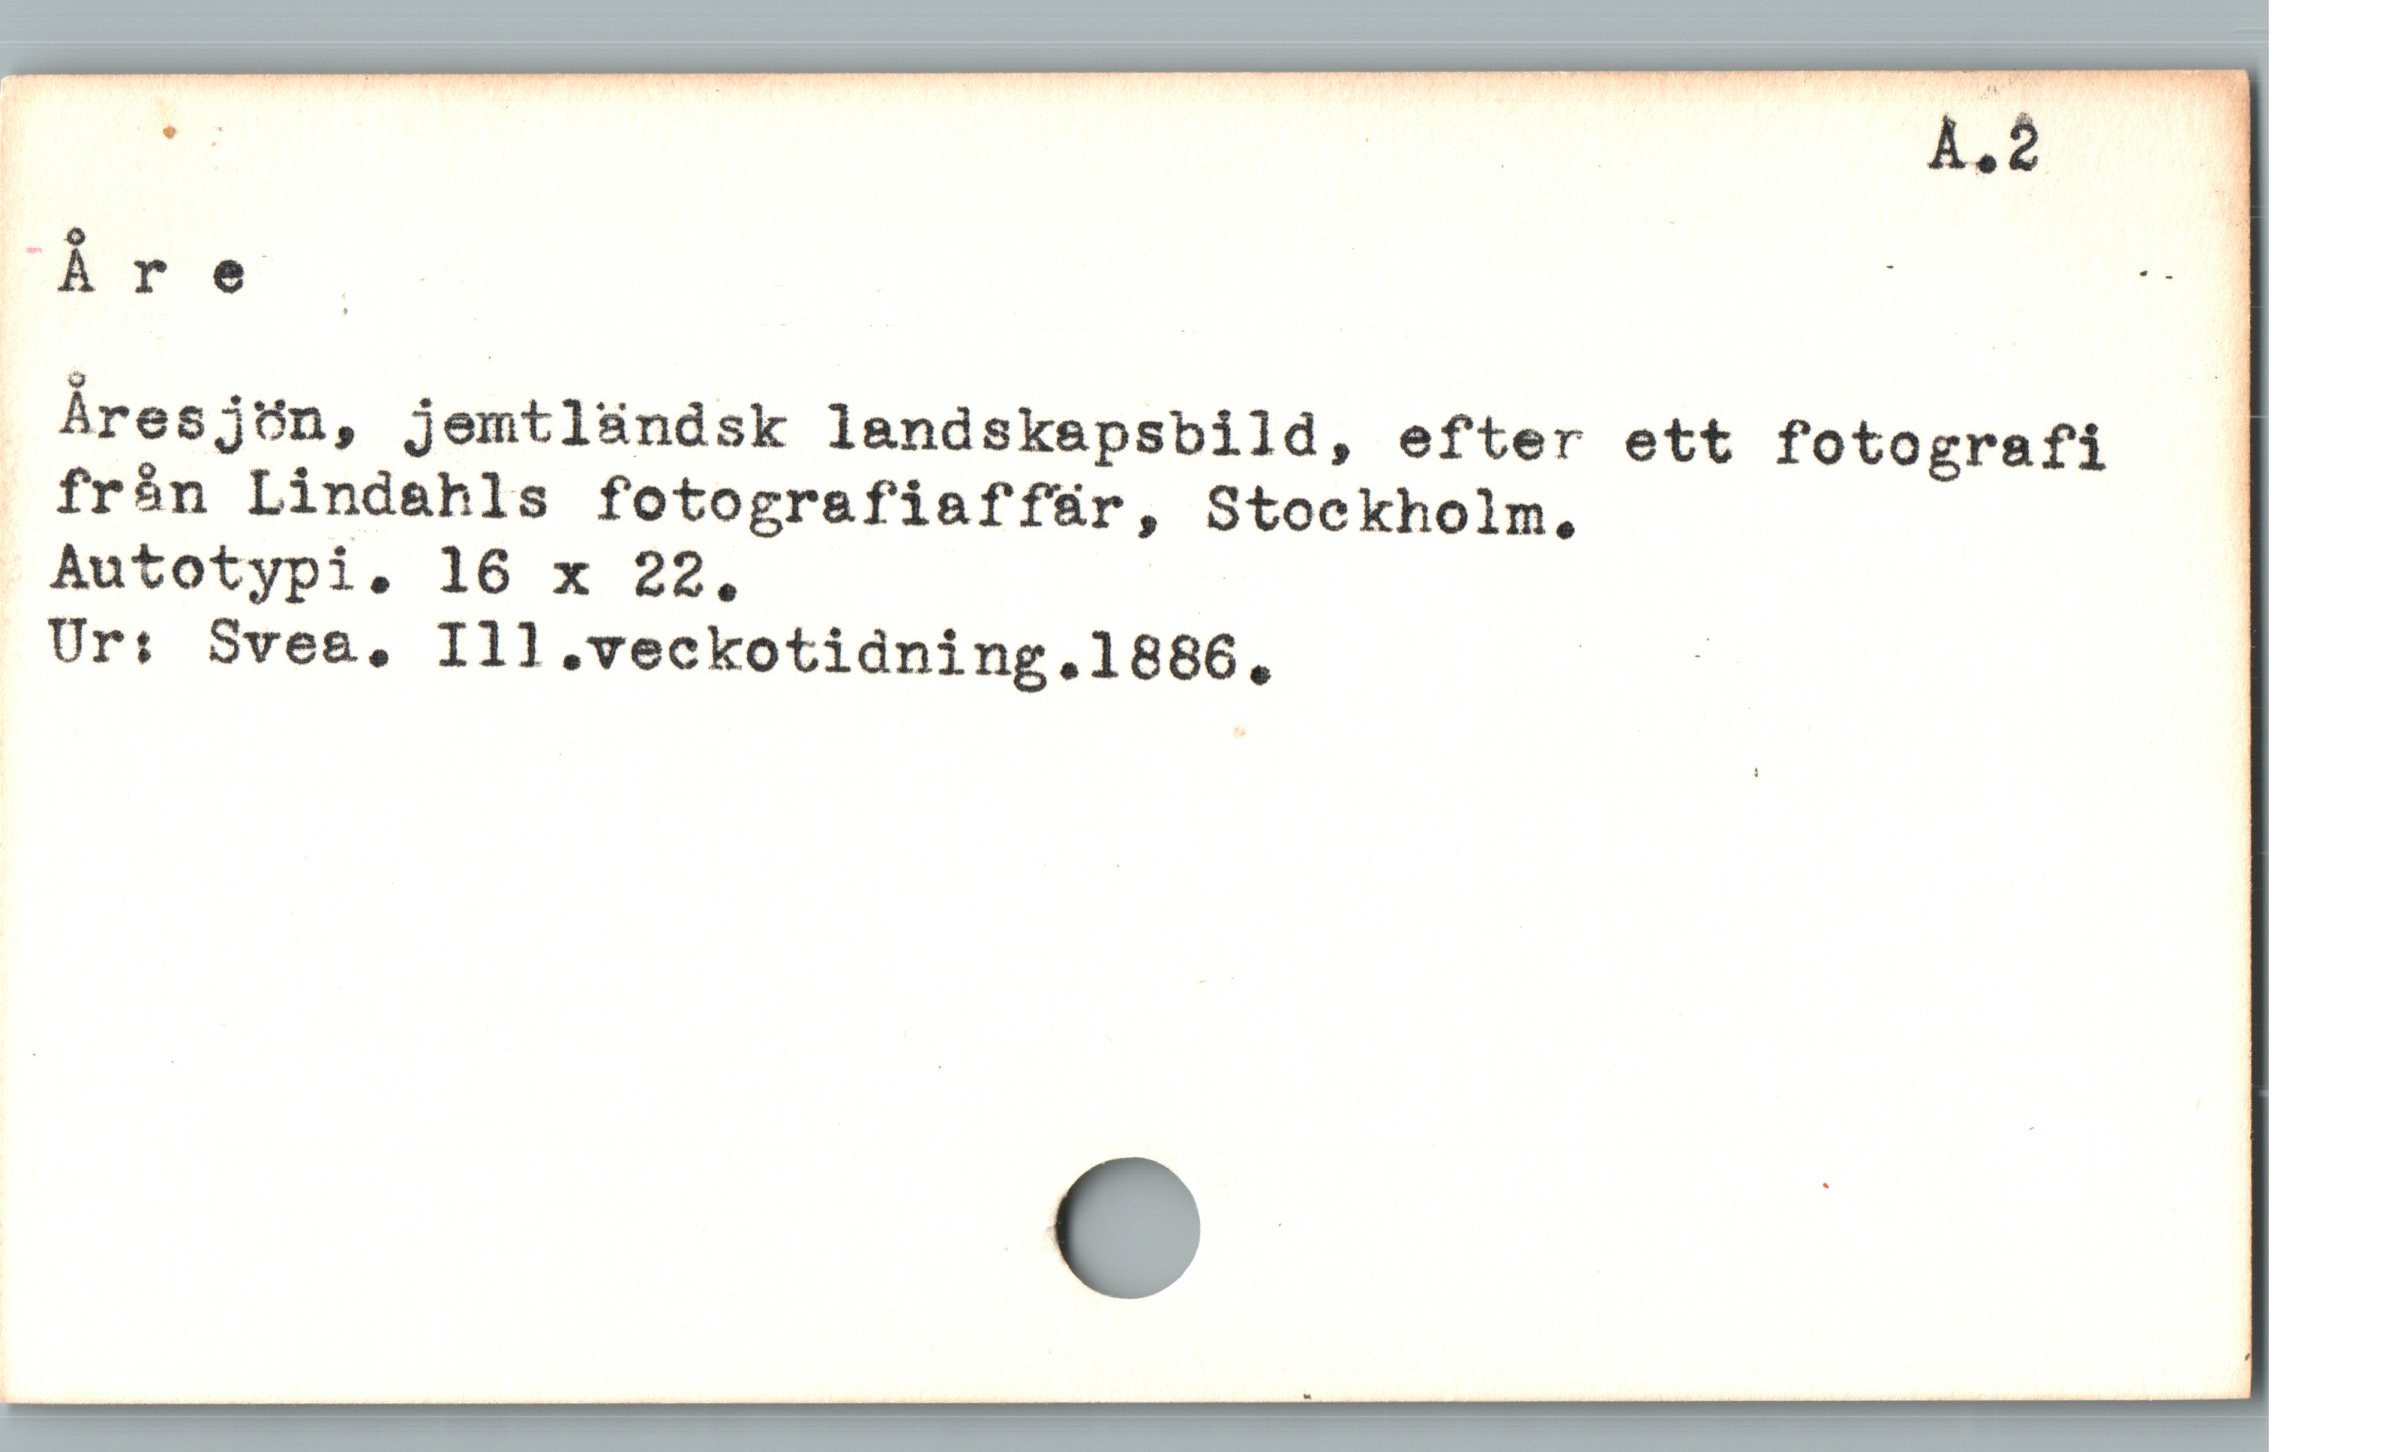 A.2
Å r e
Åresjön, jemtländsk landskapsbild, efter ett fotografi
från Lindahls fotografiaffär, Stockholm.
Autotypi. 16 x 22.
Ur: Svea. Ill.veckotidning.1886.